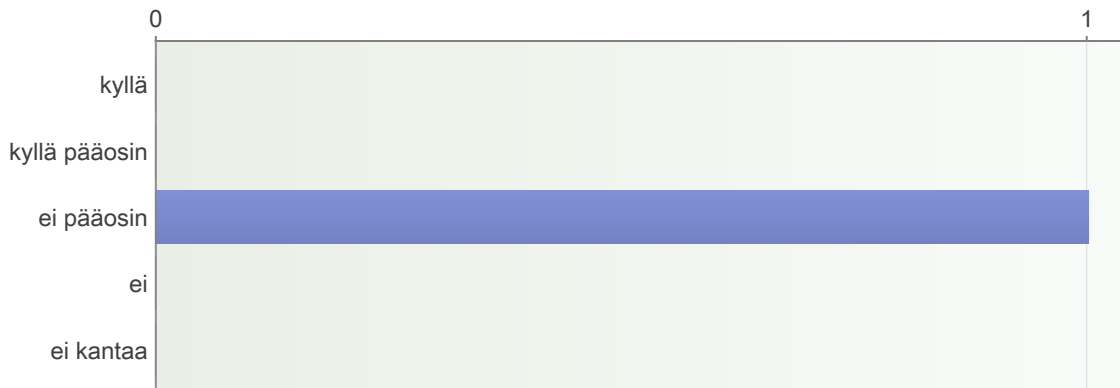 0 1
kyllä
kyllä pääosin
ei pääosin
ei
ei kantaa